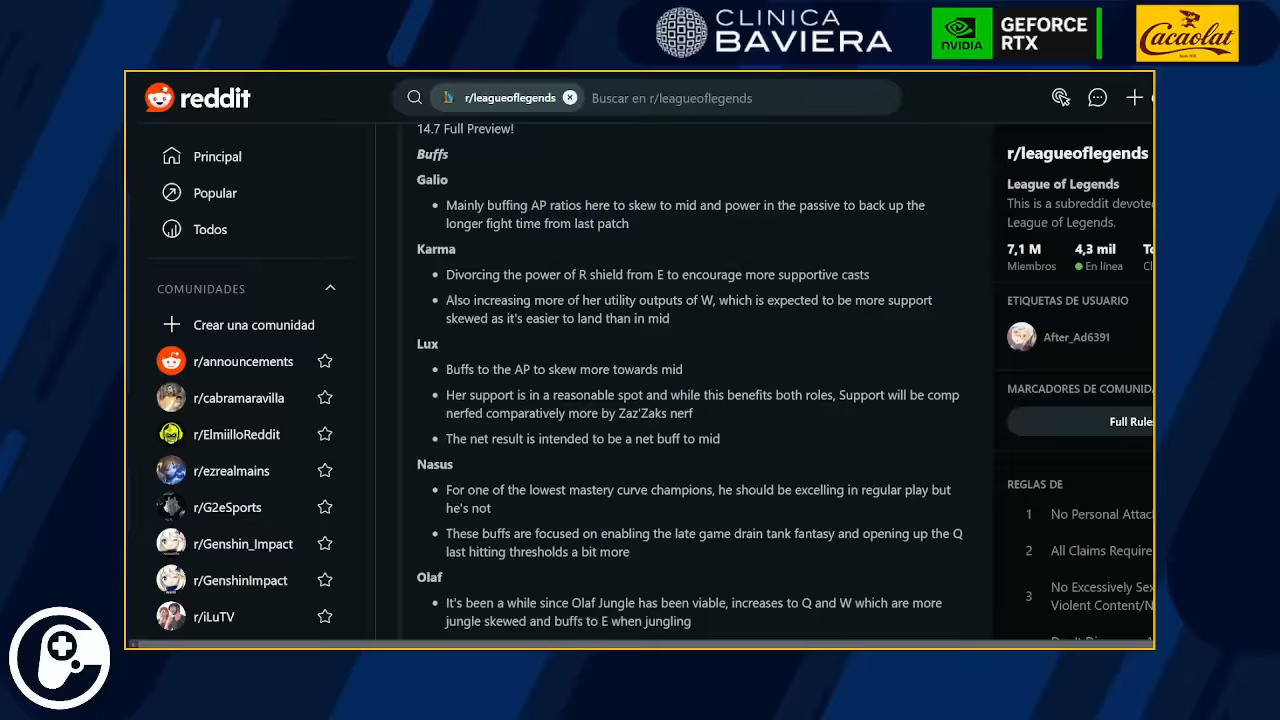 CLINICA
BAVIERA
NVIDIA
GEFORCE
RTX
Cacaolat
reddit
r/leagueoflegends
Buscar en r/leagueoflegends
Principal
Popular
Todos
COMUNIDADES
Crear una comunidad
r/announcements
r/cabramaravilla
r/ElmiilloReddit
r/ezrealmains
r/G2eSports
r/Genshin_Impact
r/GenshinImpact
r/iLuTV
14.7 Full Preview!
Buffs
Galio
• Mainly buffing AP ratios here to skew to mid and power in the passive to back up the
longer fight time from last patch
Karma
• Divorcing the power of R shield from E to encourage more supportive casts
• Also increasing more of her utility outputs of W, which is expected to be more support
skewed as it's easier to land than in mid
Lux
• Buffs to the AP to skew more towards mid
• Her support is in a reasonable spot and while this benefits both roles, Support will be comp
nerfed comparatively more by Zaz'Zaks nerf
• The net result is intended to be a net buff to mid
Nasus
• For one of the lowest mastery curve champions, he should be excelling in regular play but
he's not
• These buffs are focused on enabling the late game drain tank fantasy and opening up the Q
last hitting thresholds a bit more
Olaf
• It's been a while since Olaf Jungle has been viable, increases to Q and W which are more
jungle skewed and buffs to E when jungling
r/leagueoflegends
League of Legends
This is a subreddit devote
League of Legends.
7,1 M 4,3 mil To
Miembros En línea Cl
ETIQUETAS DE USUARIO
After_Ad6391
MARCADORES DE COMUNIDA
Full Rule
REGLAS DE
1 No Personal Attac
2 All Claims Require
3 No Excessively Sex
Violent Content/N